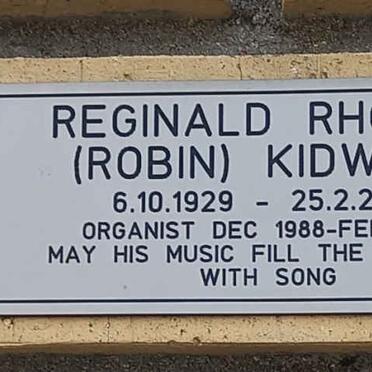 REGINALD RHO
(ROBIN) KIDW
6.10.1929 - 25.2.2
ORGANIST DEC 1988-FE
MAY HIS MUSIC FILL THE
WITH SONG